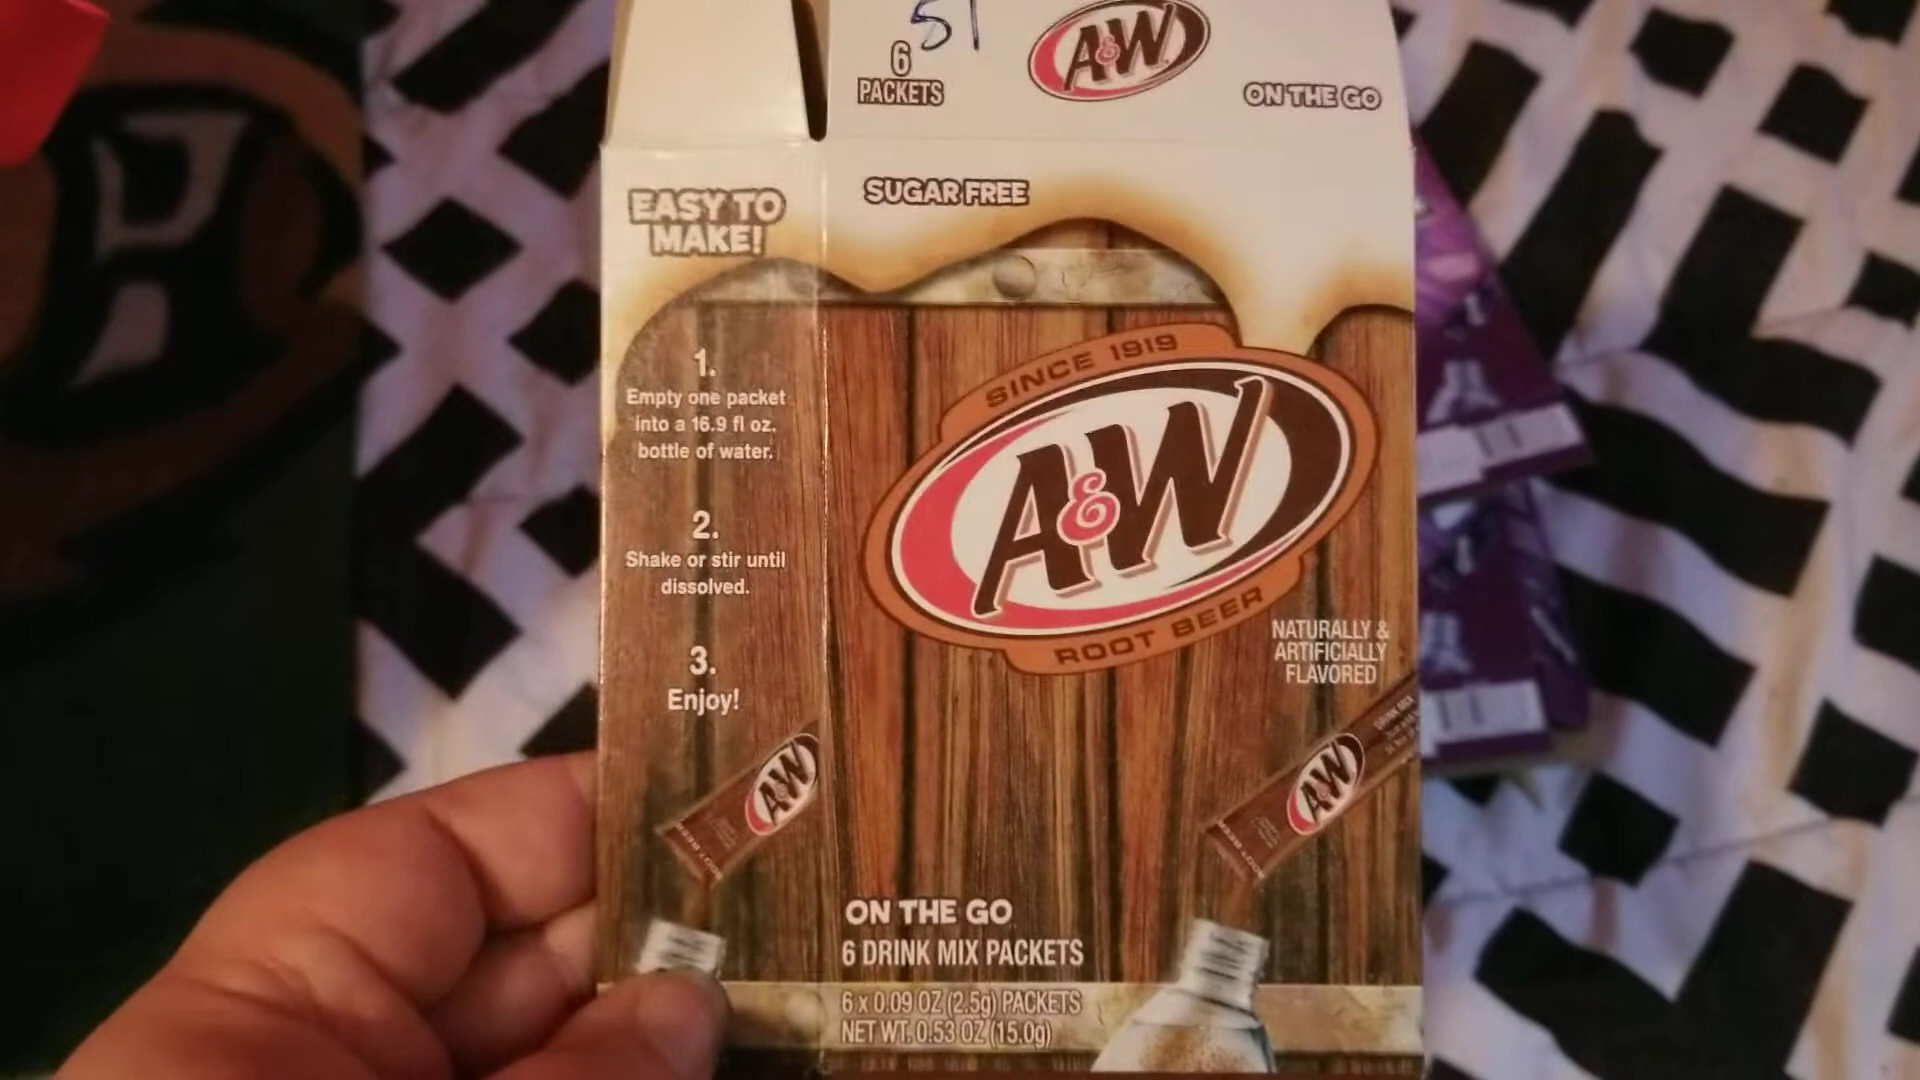 51
6
PACKETS
A&W
ON THE GO
EASY TO
MAKE!
SUGAR FREE
1.
Empty one packet
into a 16.9 fl oz.
bottle of water.
2.
Shake or stir until
dissolved.
3.
Enjoy!
SINCE 1919
A&W
ROOT BEER
NATURALLY &
ARTIFICIALLY
FLAVORED
A&W
A&W
DRINK MIX
ON THE GO
6 DRINK MIX PACKETS
6 x 0.09 OZ (2.5g) PACKETS
NET WT. 0.53 OZ (15.0g)